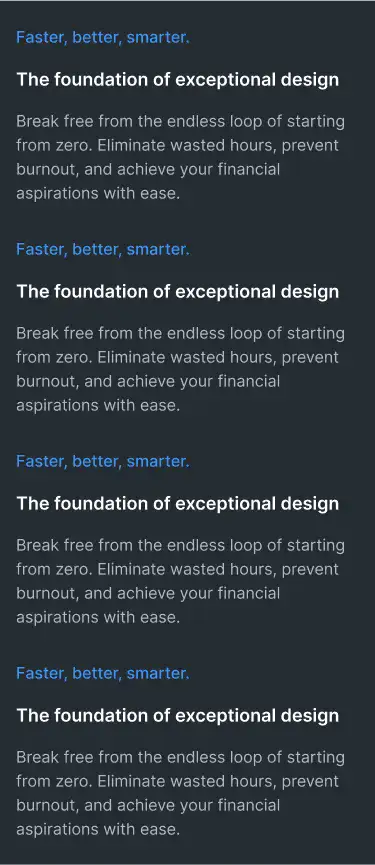 Faster, better, smarter.
The foundation of exceptional design
Break free from the endless loop of starting
from zero. Eliminate wasted hours, prevent
burnout, and achieve your financial
aspirations with ease.
Faster, better, smarter.
The foundation of exceptional design
Break free from the endless loop of starting
from zero. Eliminate wasted hours, prevent
burnout, and achieve your financial
aspirations with ease.
Faster, better, smarter.
The foundation of exceptional design
Break free from the endless loop of starting
from zero. Eliminate wasted hours, prevent
burnout, and achieve your financial
aspirations with ease.
Faster, better, smarter.
The foundation of exceptional design
Break free from the endless loop of starting
from zero. Eliminate wasted hours, prevent
burnout, and achieve your financial
aspirations with ease.